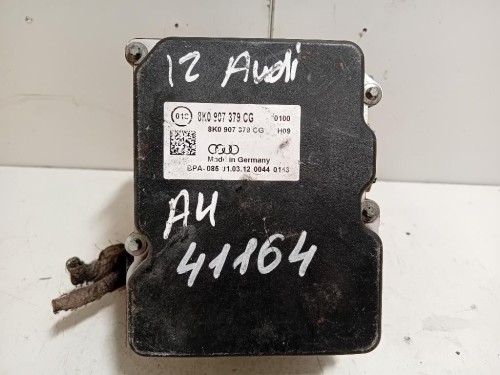 12 Audi
010 8K0 907 379 CG 0100
8K0 907 379 CG H09
Made in Germany
BPA-085 01.03.12 0044 0143
A4
41164